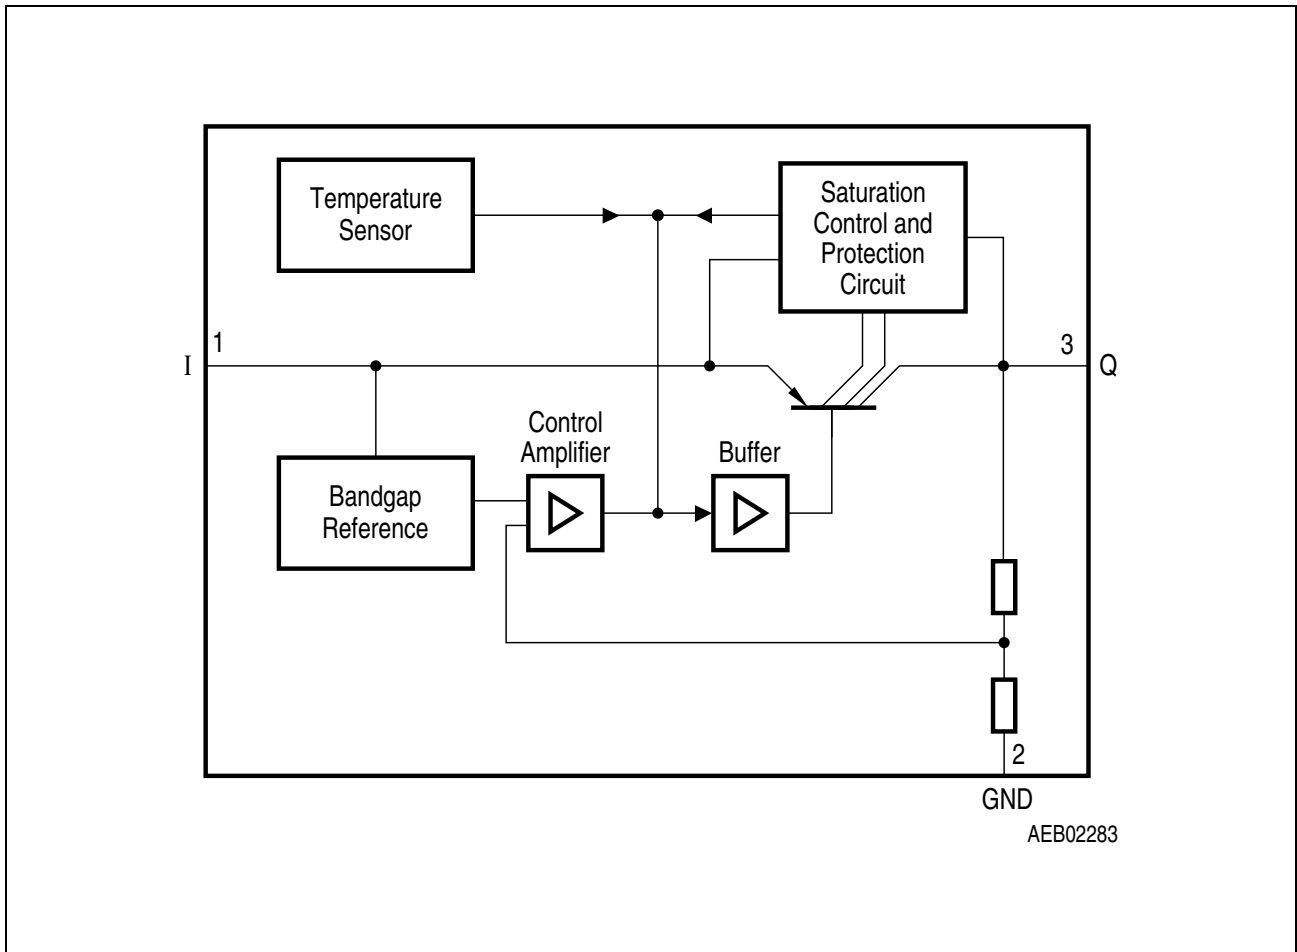 Temperature
Sensor
Saturation
Control and
Protection
Circuit
1
I
3
Q
Control
Amplifier
Buffer
Bandgap
Reference
2
GND
AEB02283